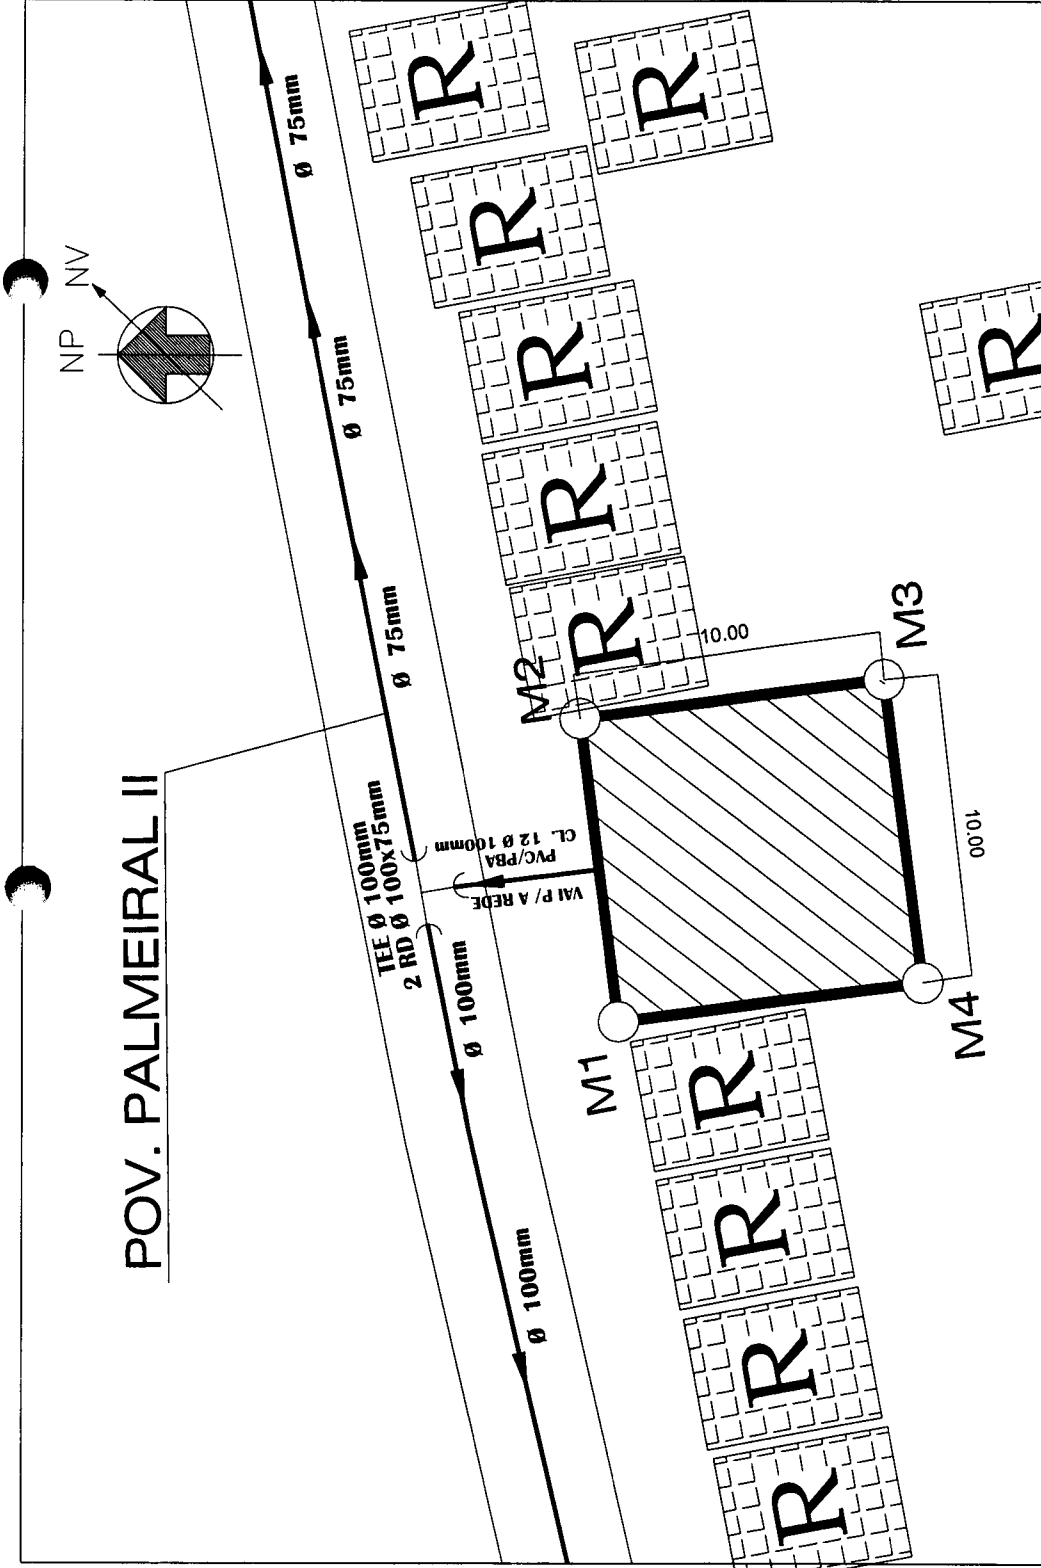 POV. PALMEIRAL II
NP
NV
TEE Ø 100mm
2 RD Ø 100x75mm
Ø 100mm
Ø 100mm
Ø 75mm
Ø 75mm
Ø 75mm
VAI P/ A REDE
PVC/PBA
CL. 12 Ø 100mm
M1
M2
M3
M4
10.00
10.00
R
R
R
R
R
R
R
R
R
R
R